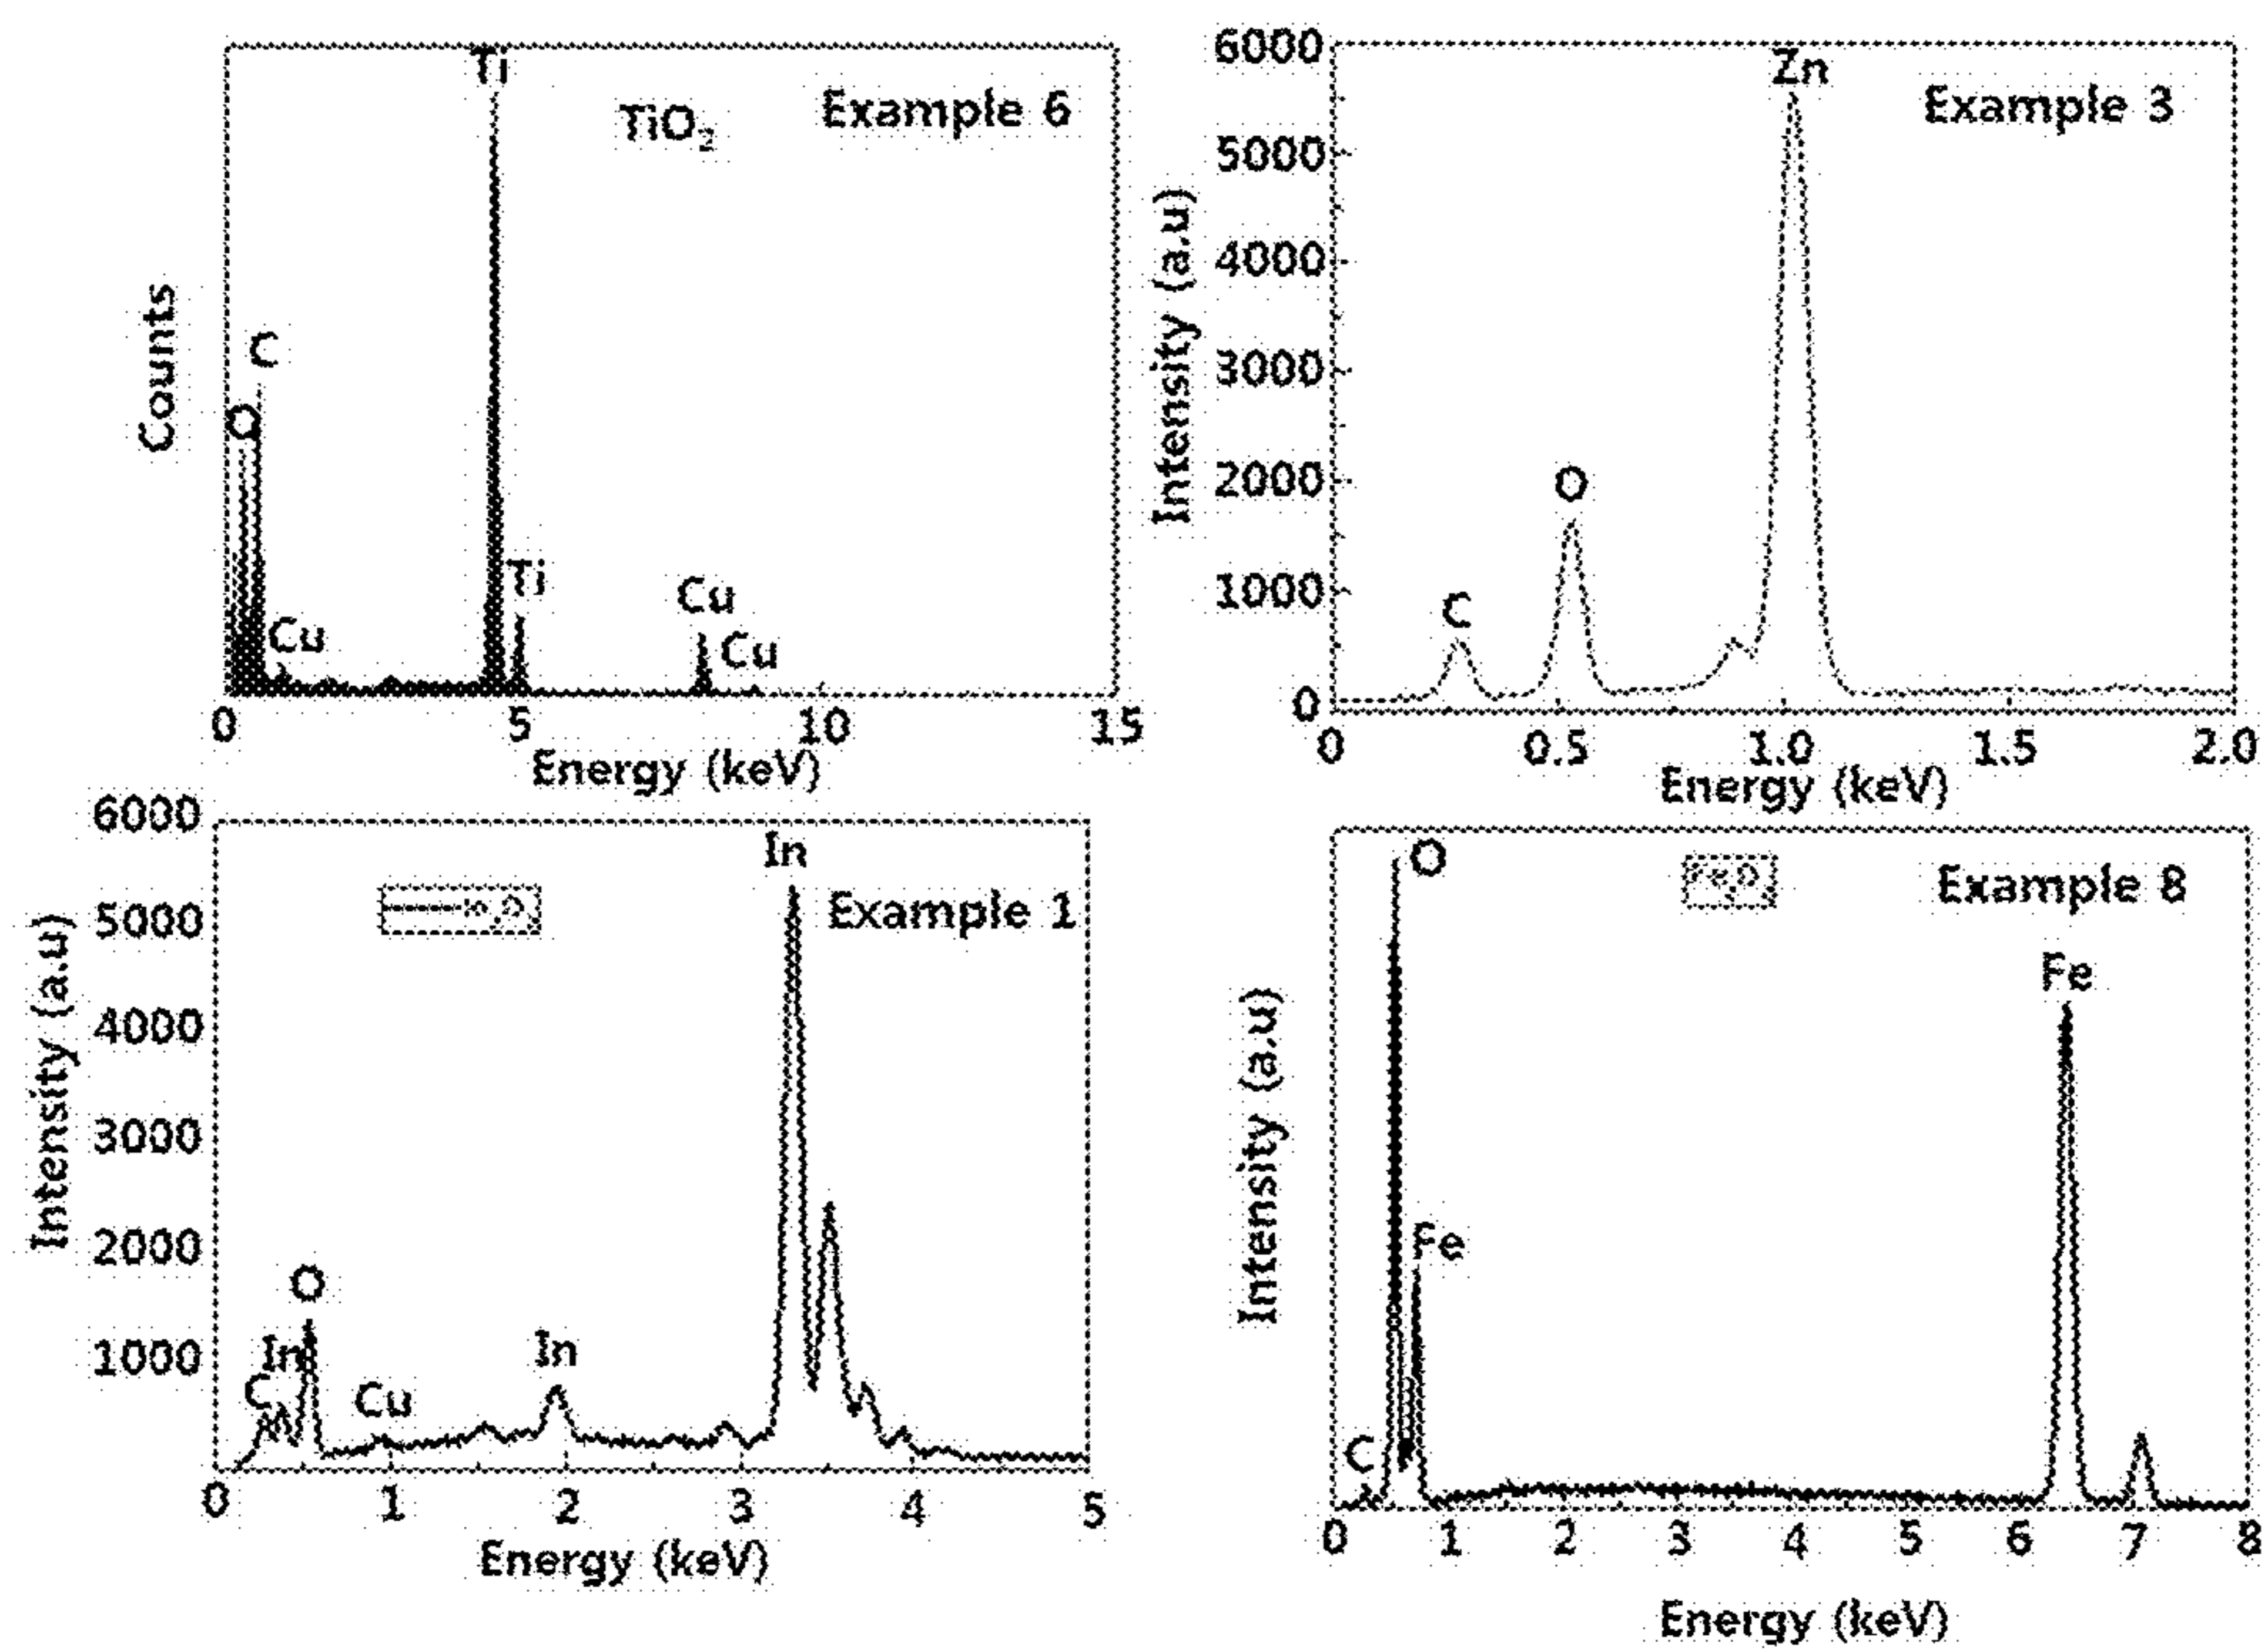 Ti
TiO₂
Example 6
C
O
Ti
Cu
Cu
Cu
Counts
0 5 10 15
Energy (keV)
6000
5000
4000
3000
2000
1000
0
Zn
Example 3
O
C
Intensity (a.u)
0 0.5 1.0 1.5 2.0
Energy (keV)
6000
5000
4000
3000
2000
1000
In
In₂O₃
Example 1
O
In
C
Cu
In
Intensity (a.u)
0 1 2 3 4 5
Energy (keV)
O
Fe₂O₃
Example 8
Fe
Fe
C
Intensity (a.u)
0 1 2 3 4 5 6 7 8
Energy (keV)